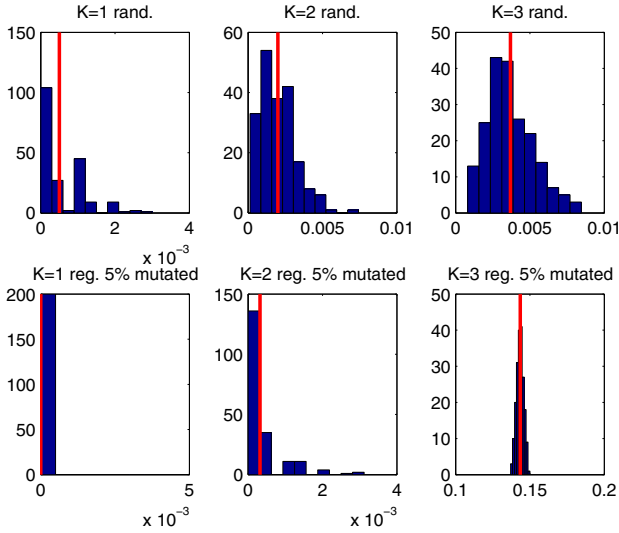 K=1 rand. K=2 rand. K=3 rand.
150 60 50
40
100 40
30
20
50 20
10
0 0 0
0 2 4 0 0.005 0.01 0 0.005 0.01
x 10⁻³
K=1 reg. 5% mutated K=2 reg. 5% mutated K=3 reg. 5% mutated
200 150 50
150 40
100
30
100
20
50
50
10
0 0 0
0 5 0 2 4 0.1 0.15 0.2
x 10⁻³ x 10⁻³